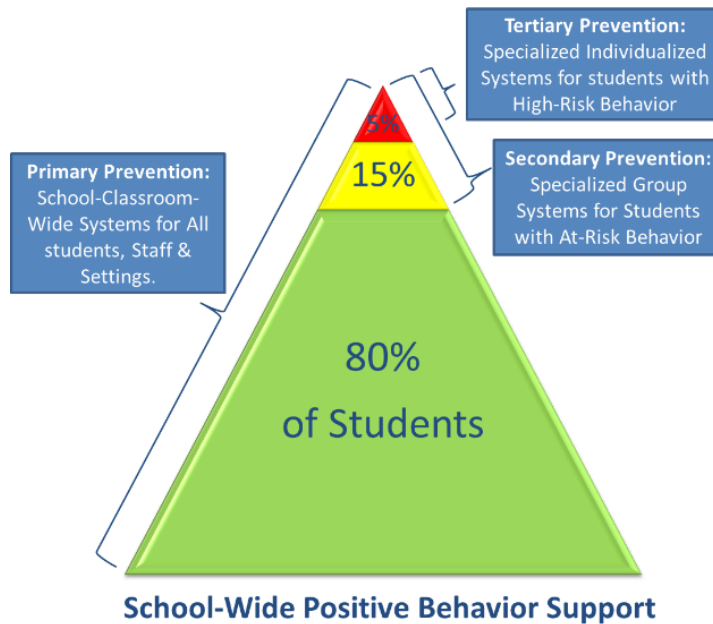 Tertiary Prevention:
Specialized Individualized
Systems for students with
High-Risk Behavior
5%
Primary Prevention:
School-Classroom-
Wide Systems for All
students, Staff &
Settings.
15%
Secondary Prevention:
Specialized Group
Systems for Students
with At-Risk Behavior
80%
of Students
School-Wide Positive Behavior Support